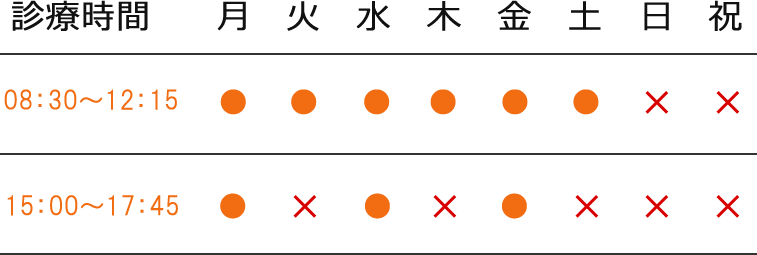 診療時間 月 火 水 木 金 土 日 祝
08:30～12:15 ● ● ● ● ● ● × ×
15:00～17:45 ● × ● × ● × × ×